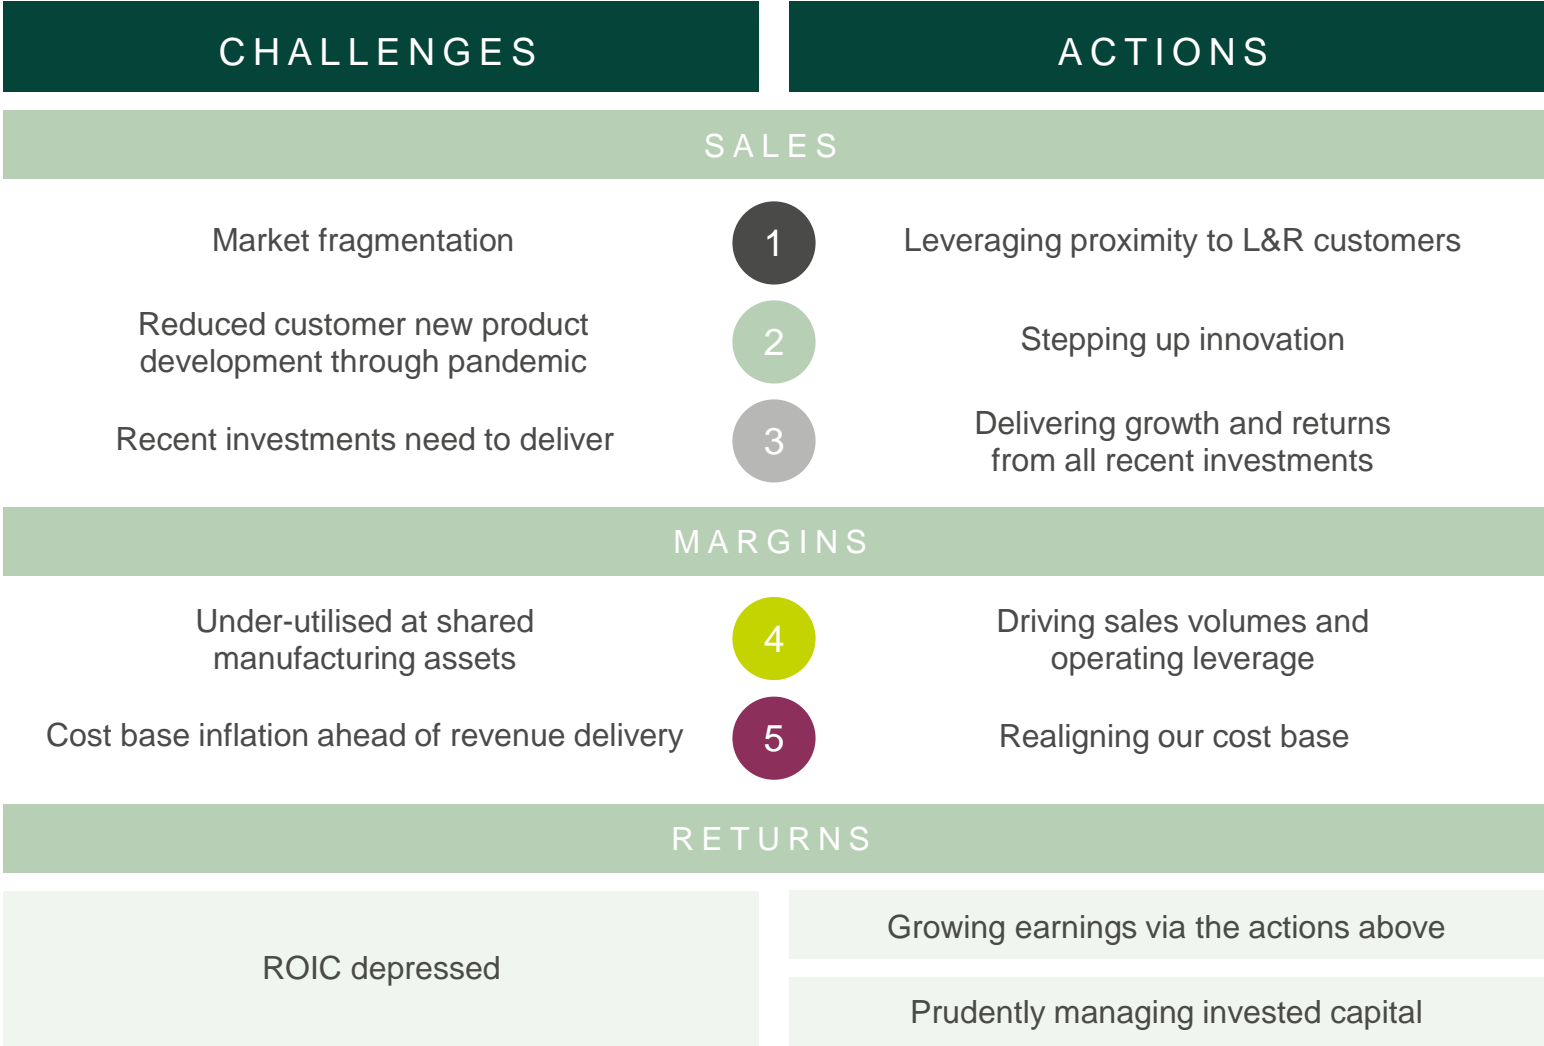 CHALLENGES
ACTIONS
SALES
Market fragmentation
1
Leveraging proximity to L&R customers
Reduced customer new product
development through pandemic
2
Stepping up innovation
Recent investments need to deliver
3
Delivering growth and returns
from all recent investments
MARGINS
Under-utilised at shared
manufacturing assets
4
Driving sales volumes and
operating leverage
Cost base inflation ahead of revenue delivery
5
Realigning our cost base
RETURNS
ROIC depressed
Growing earnings via the actions above
Prudently managing invested capital